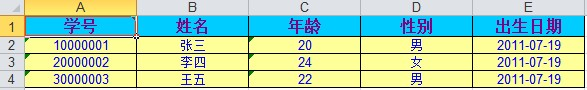 A B C D E
1 学号 姓名 年龄 性别 出生日期
2 10000001 张三 20 男 2011-07-19
3 20000002 李四 24 女 2011-07-19
4 30000003 王五 22 男 2011-07-19